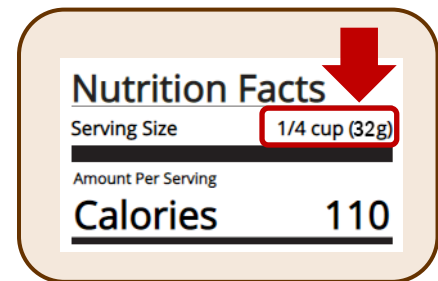 Nutrition Facts
Serving Size 1/4 cup (32g)
Amount Per Serving
Calories 110